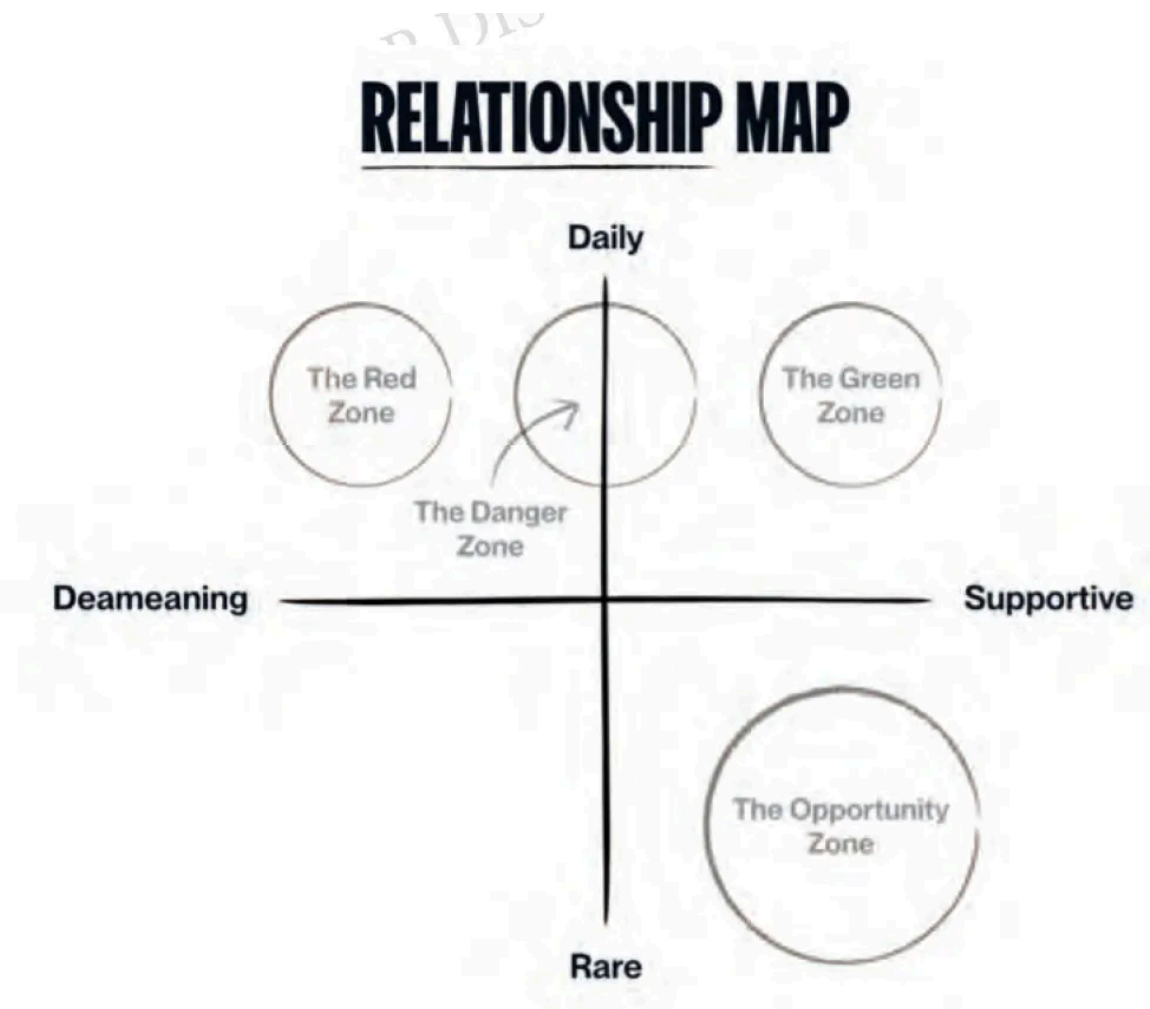 RELATIONSHIP MAP
Daily
The Red
Zone
The Green
Zone
The Danger
Zone
Deameaning
Supportive
The Opportunity
Zone
Rare